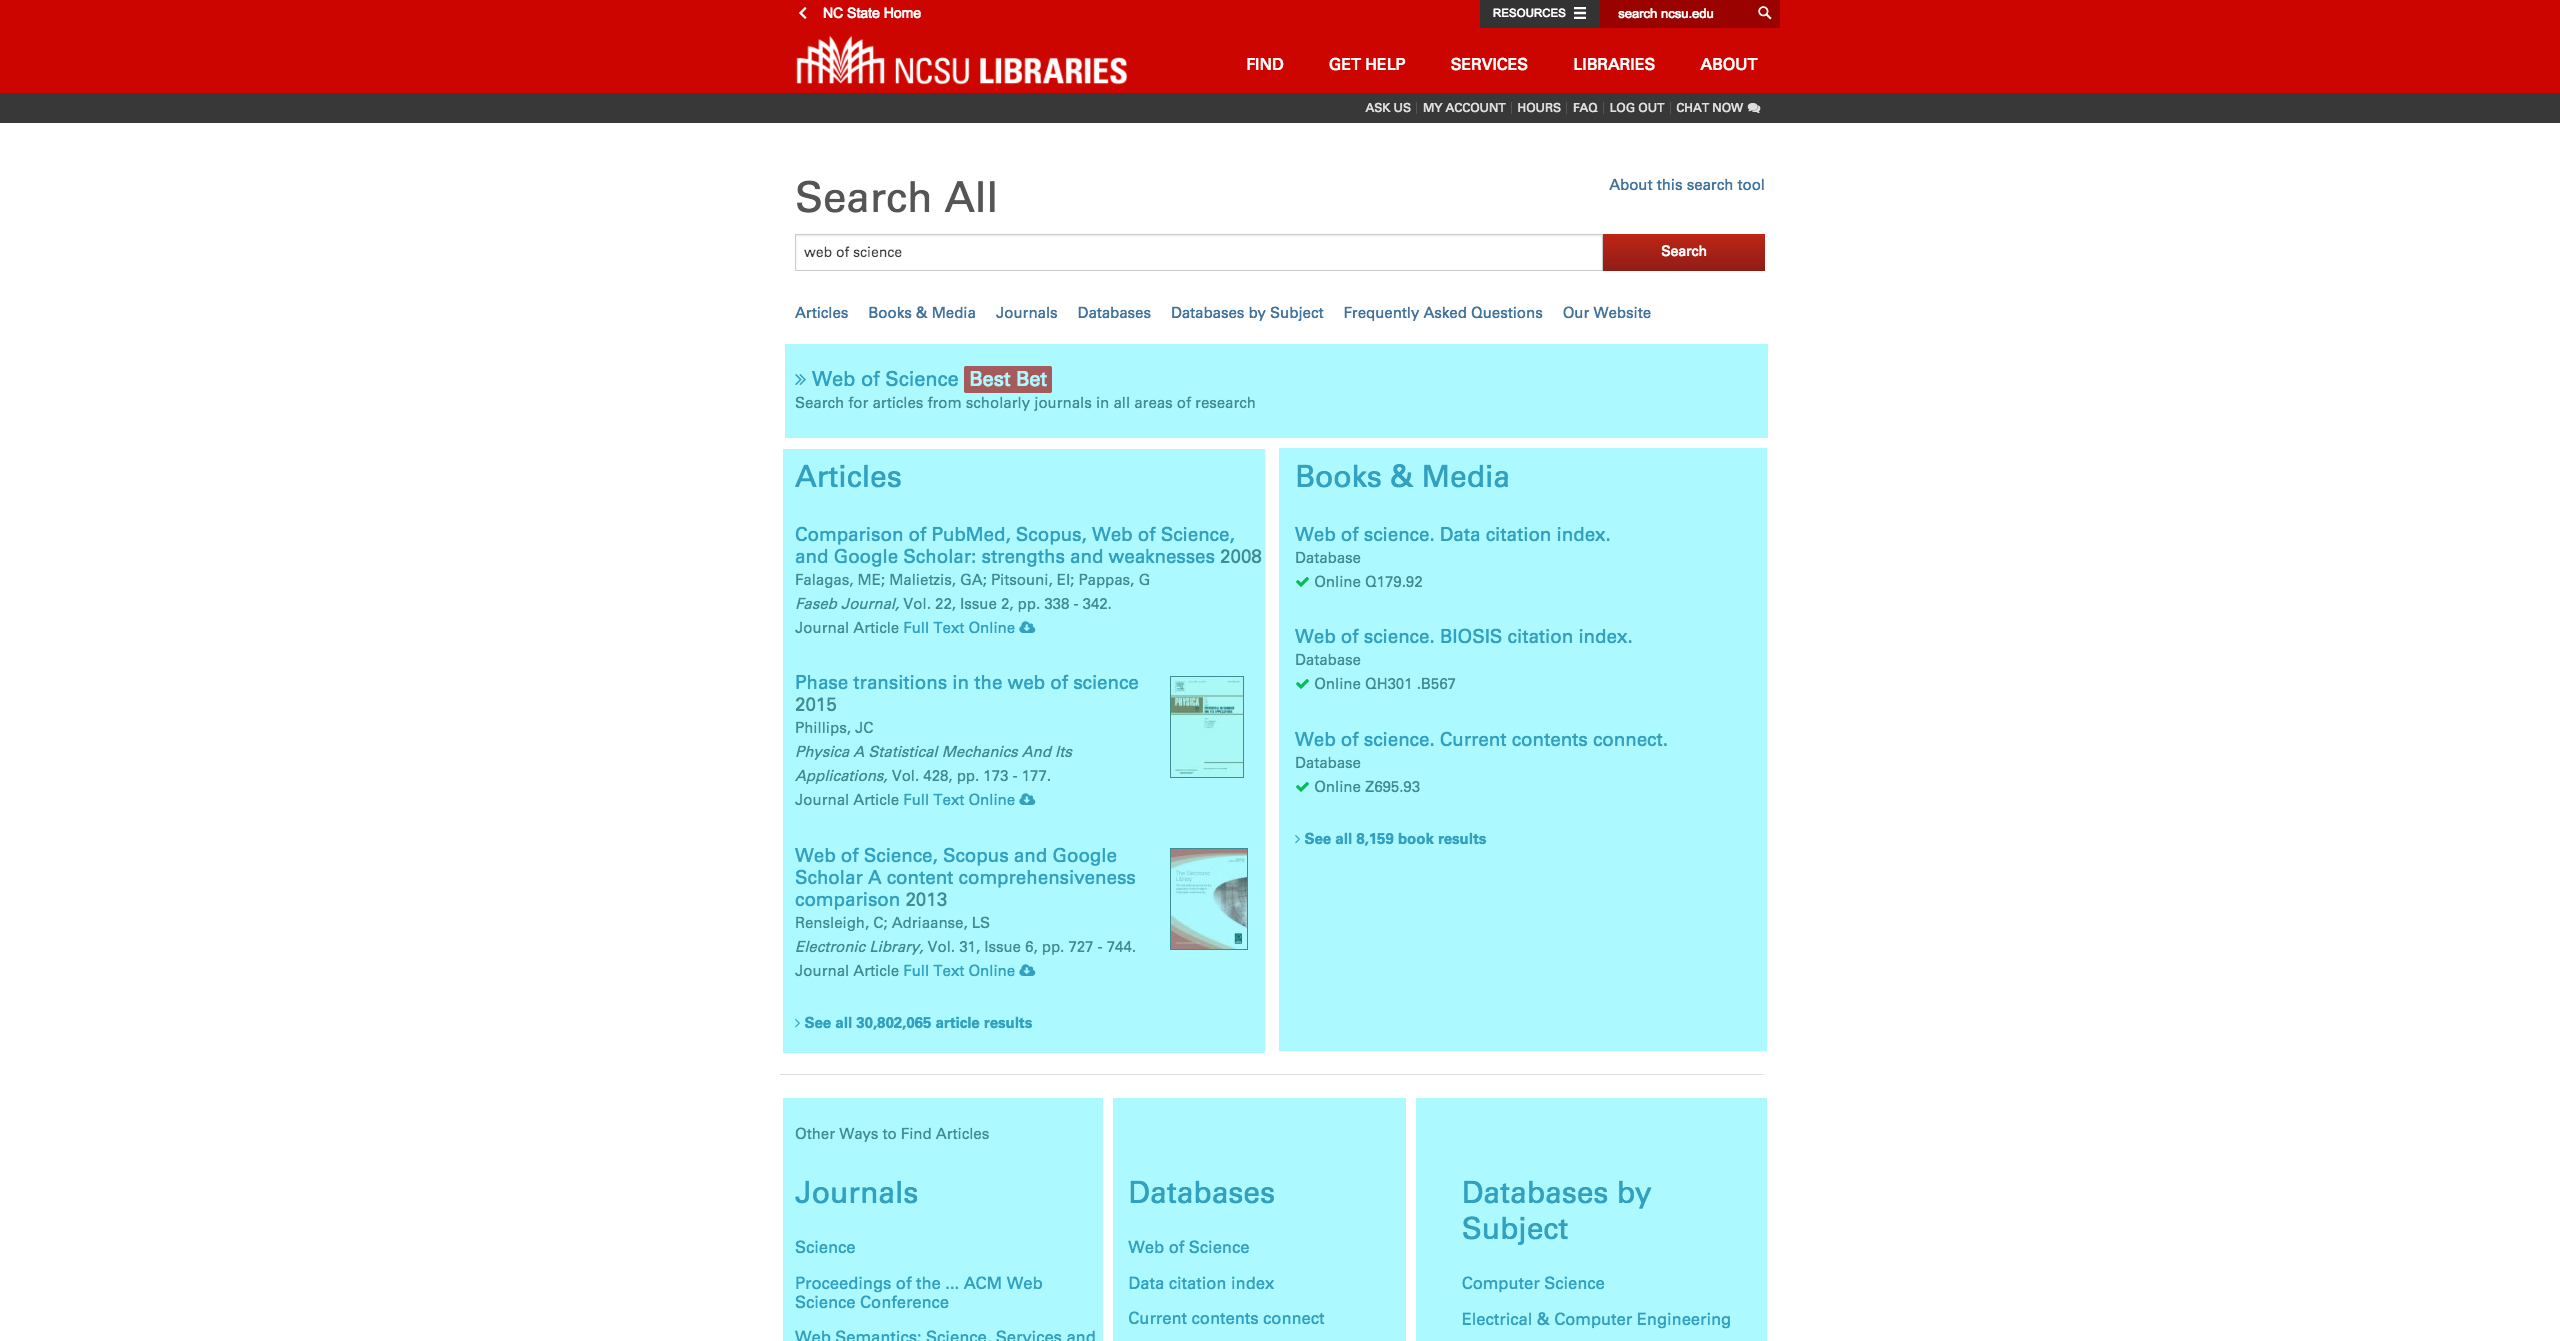 NC State Home
RESOURCES
search ncsu.edu
NCSU LIBRARIES
FIND GET HELP SERVICES LIBRARIES ABOUT
ASK US MY ACCOUNT HOURS FAQ LOG OUT CHAT NOW
Search All
About this search tool
web of science
Search
Articles Books & Media Journals Databases Databases by Subject Frequently Asked Questions Our Website
» Web of Science Best Bet
Search for articles from scholarly journals in all areas of research
Articles
Comparison of PubMed, Scopus, Web of Science,
and Google Scholar: strengths and weaknesses 2008
Falagas, ME; Malietzis, GA; Pitsouni, EI; Pappas, G
Faseb Journal, Vol. 22, Issue 2, pp. 338 - 342.
Journal Article Full Text Online
Phase transitions in the web of science
2015
Phillips, JC
Physica A Statistical Mechanics And Its
Applications, Vol. 428, pp. 173 - 177.
Journal Article Full Text Online
PHYSICA
Web of Science, Scopus and Google
Scholar A content comprehensiveness
comparison 2013
Rensleigh, C; Adriaanse, LS
Electronic Library, Vol. 31, Issue 6, pp. 727 - 744.
Journal Article Full Text Online
The Electronic
Library
› See all 30,802,065 article results
Books & Media
Web of science. Data citation index.
Database
✔ Online Q179.92
Web of science. BIOSIS citation index.
Database
✔ Online QH301 .B567
Web of science. Current contents connect.
Database
✔ Online Z695.93
› See all 8,159 book results
Other Ways to Find Articles
Journals
Science
Proceedings of the ... ACM Web
Science Conference
Web Semantics: Science, Services and
Databases
Web of Science
Data citation index
Current contents connect
Databases by
Subject
Computer Science
Electrical & Computer Engineering